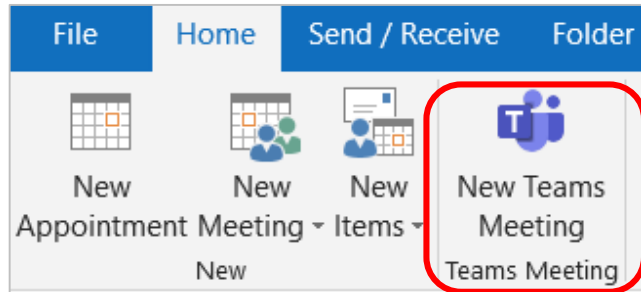 File Home Send / Receive Folder
New Appointment
New Meeting
New Items
T
New Teams Meeting
New
Teams Meeting